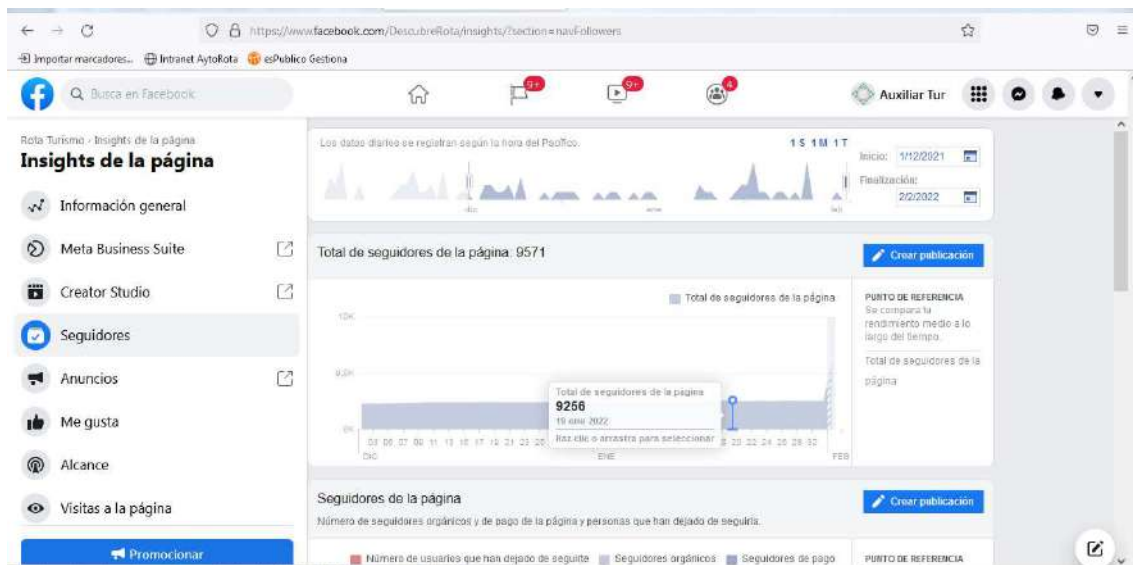 https://www.facebook.com/DescubreRota/insights/?section=navFollowers
Importar marcadores... Intranet AytoRota esPublico Gestiona
Busca en Facebook
9+ 9+ 4
Auxiliar Tur
Rota Turismo - Insights de la página
Insights de la página
Información general
Meta Business Suite
Creator Studio
Seguidores
Anuncios
Me gusta
Alcance
Visitas a la página
Promocionar
Los datos diarios se registran según la hora del Pacífico.
1S 1M 1T
Inicio: 1/12/2021
Finalización:
2/2/2022
dic ene feb
Total de seguidores de la página: 9571
Crear publicación
Total de seguidores de la página
10K
Total de seguidores de la página
9256
19 ene 2022
Haz clic o arrastra para seleccionar
DIC ENE FEB
PUNTO DE REFERENCIA
Se compara tu
rendimiento medio a lo
largo del tiempo.
Total de seguidores de la
página
Seguidores de la página
Crear publicación
Número de seguidores orgánicos y de pago de la página y personas que han dejado de seguirla.
Número de usuarios que han dejado de seguirte Seguidores orgánicos Seguidores de pago
PUNTO DE REFERENCIA